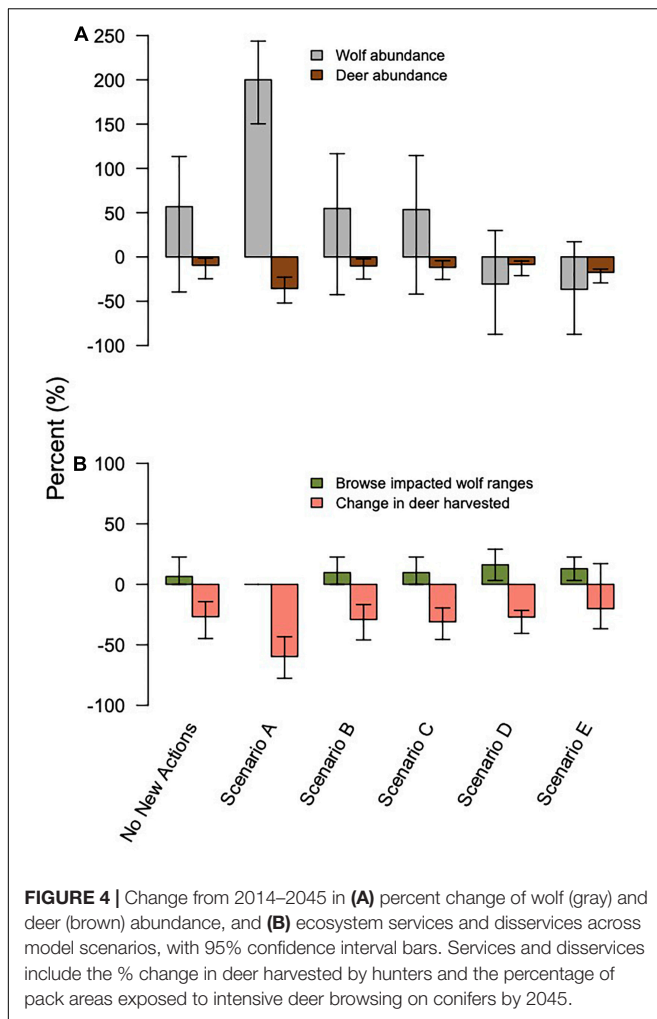 A
250
200
150
100
50
0
-50
-100
Wolf abundance
Deer abundance
Percent (%)
B
100
50
0
-50
-100
Browse impacted wolf ranges
Change in deer harvested
No New Actions
Scenario A
Scenario B
Scenario C
Scenario D
Scenario E
FIGURE 4 | Change from 2014–2045 in (A) percent change of wolf (gray) and
deer (brown) abundance, and (B) ecosystem services and disservices across
model scenarios, with 95% confidence interval bars. Services and disservices
include the % change in deer harvested by hunters and the percentage of
pack areas exposed to intensive deer browsing on conifers by 2045.